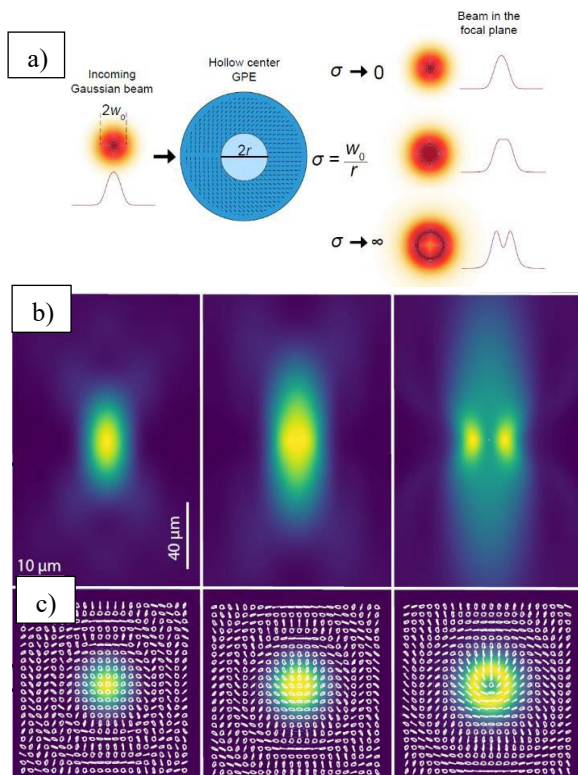 a)
Incoming
Gaussian beam
2w₀
Hollow center
GPE
2r
σ → 0
σ = w₀/r
σ → ∞
Beam in the
focal plane
b)
10 µm
40 µm
c)